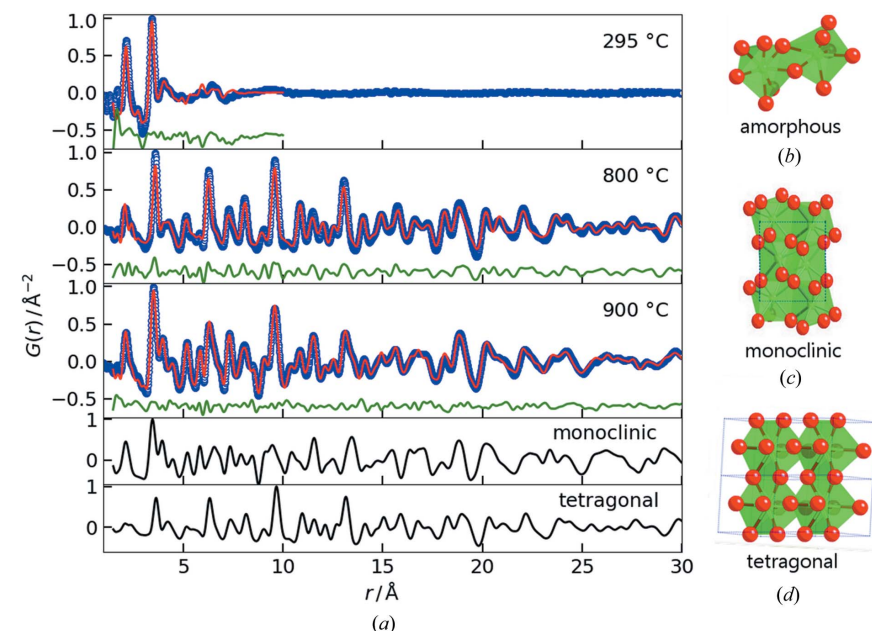 1.0
0.5
0.0
−0.5
295 °C
1.0
0.5
0.0
−0.5
800 °C
1.0
0.5
0.0
−0.5
900 °C
G(r) / Å⁻²
1
0
monoclinic
1
0
tetragonal
5 10 15 20 25 30
r / Å
(a)
amorphous
(b)
monoclinic
(c)
tetragonal
(d)